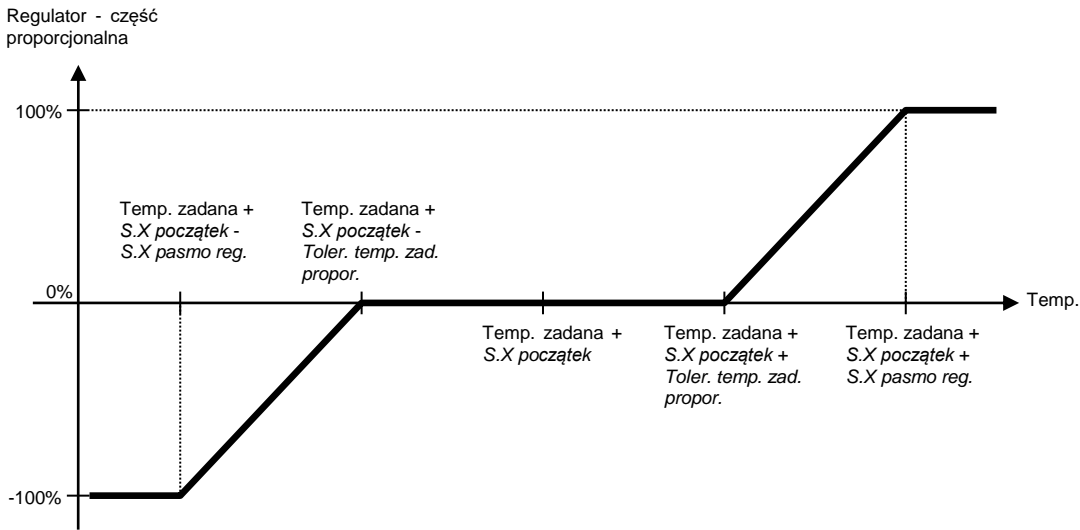 Regulator - część
proporcjonalna
100%
Temp. zadana +
S.X początek -
S.X pasmo reg.
Temp. zadana +
S.X początek -
Toler. temp. zad.
propor.
0%
Temp.
Temp. zadana +
S.X początek
Temp. zadana +
S.X początek +
Toler. temp. zad.
propor.
Temp. zadana +
S.X początek +
S.X pasmo reg.
-100%